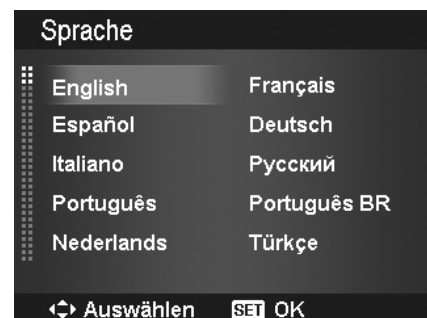 Sprache
English Français
Español Deutsch
Italiano Русский
Português Português BR
Nederlands Türkçe
Auswählen SET OK